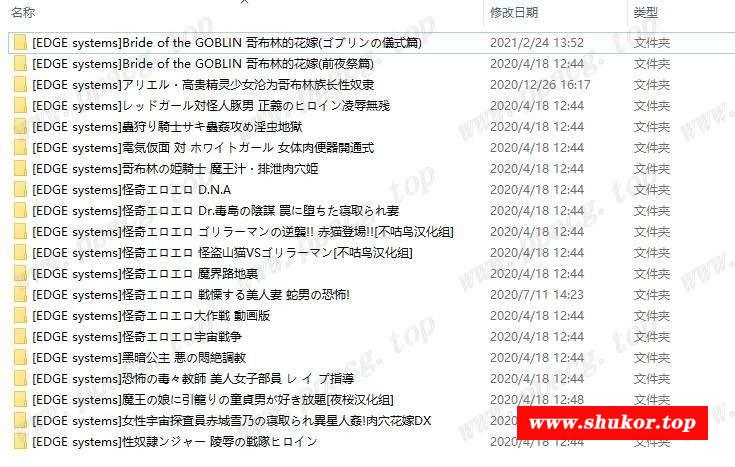 名称 修改日期 类型
[EDGE systems]Bride of the GOBLIN 哥布林的花嫁(ゴブリンの儀式篇) 2021/2/24 13:52 文件夹
[EDGE systems]Bride of the GOBLIN 哥布林的花嫁(前夜祭篇) 2020/4/18 12:44 文件夹
[EDGE systems]アリエル・高贵精灵少女沦为哥布林族长性奴隶 2020/12/26 16:17 文件夹
[EDGE systems]レッドガール対怪人豚男 正義のヒロイン凌辱無残 2020/4/18 12:44 文件夹
[EDGE systems]蟲狩り騎士サキ蟲姦攻め淫虫地獄 2020/4/18 12:44 文件夹
[EDGE systems]電気仮面 対 ホワイトガール 女体肉便器開通式 2020/4/18 12:44 文件夹
[EDGE systems]哥布林の姫騎士 魔王汁・排泄肉穴姫 2020/4/18 12:44 文件夹
[EDGE systems]怪奇エロエロ D.N.A 2020/4/18 12:44 文件夹
[EDGE systems]怪奇エロエロ Dr.毒島の陰謀 罠に堕ちた寝取られ妻 2020/4/18 12:44 文件夹
[EDGE systems]怪奇エロエロ ゴリラーマンの逆襲!! 赤猫登場!![不咕鸟汉化组] 2020/4/18 12:44 文件夹
[EDGE systems]怪奇エロエロ 怪盗山猫VSゴリラーマン[不咕鸟汉化组] 2020/4/18 12:44 文件夹
[EDGE systems]怪奇エロエロ 魔界路地裏 2020/4/18 12:44 文件夹
[EDGE systems]怪奇エロエロ 戦慄する美人妻 蛇男の恐怖! 2020/7/11 14:23 文件夹
[EDGE systems]怪奇エロエロ大作戦 動画版 2020/4/18 12:44 文件夹
[EDGE systems]怪奇エロエロ宇宙戦争 2020/4/18 12:44 文件夹
[EDGE systems]黑暗公主 悪の悶絶調教 2020/4/18 12:44 文件夹
[EDGE systems]恐怖の毒々教師 美人女子部員 レ イ プ指導 2020/4/18 12:44 文件夹
[EDGE systems]魔王の娘に引籠りの童貞男が好き放題[夜桜汉化组] 2020/4/18 12:48 文件夹
[EDGE systems]女性宇宙探査員赤城雪乃の寝取られ異星人姦!肉穴花嫁DX 2020
[EDGE systems]性奴隷ンジャー 陵辱の戦隊ヒロイン 2020/4/18 12:44 文件夹
www.shukor.top